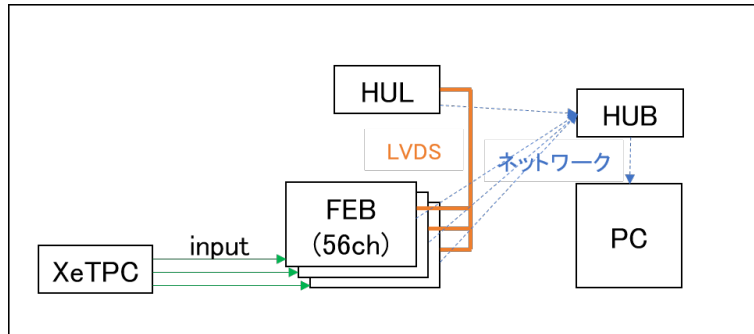 HUL
HUB
LVDS
ネットワーク
FEB
(56ch)
PC
input
XeTPC